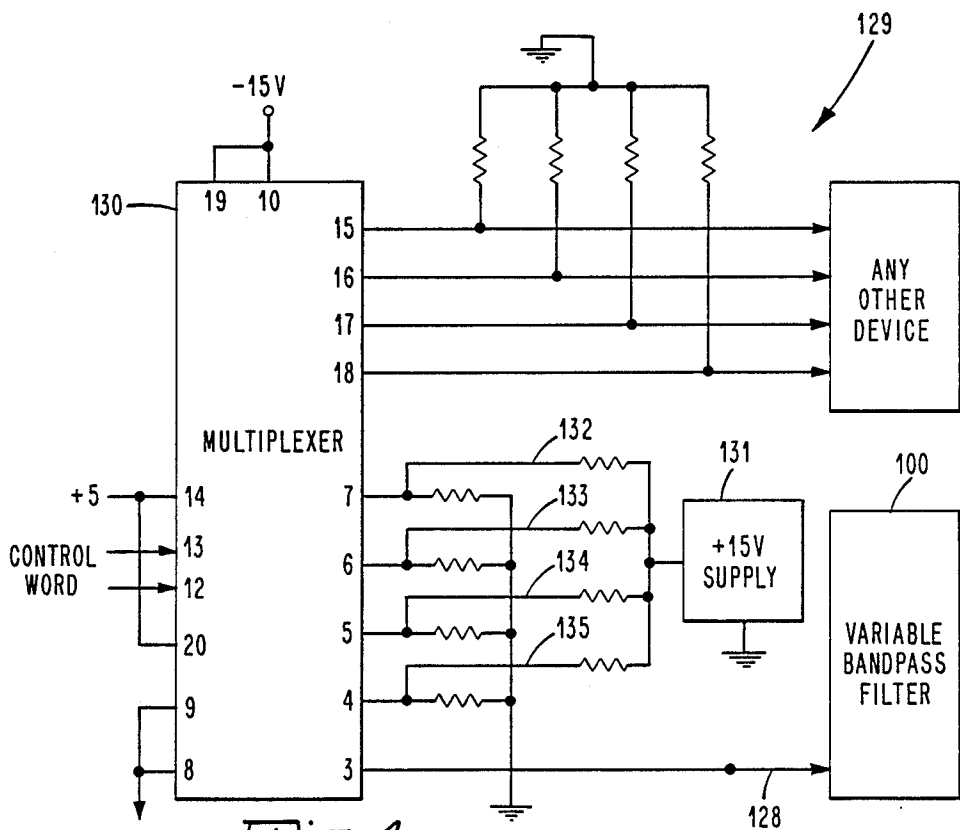 129
-15V
130
19 10
15
16
17
18
ANY
OTHER
DEVICE
MULTIPLEXER
132
131
100
+5
14
7
133
+15V
SUPPLY
CONTROL
WORD
13
12
6
134
20
5
135
VARIABLE
BANDPASS
FILTER
9
4
8
3
128